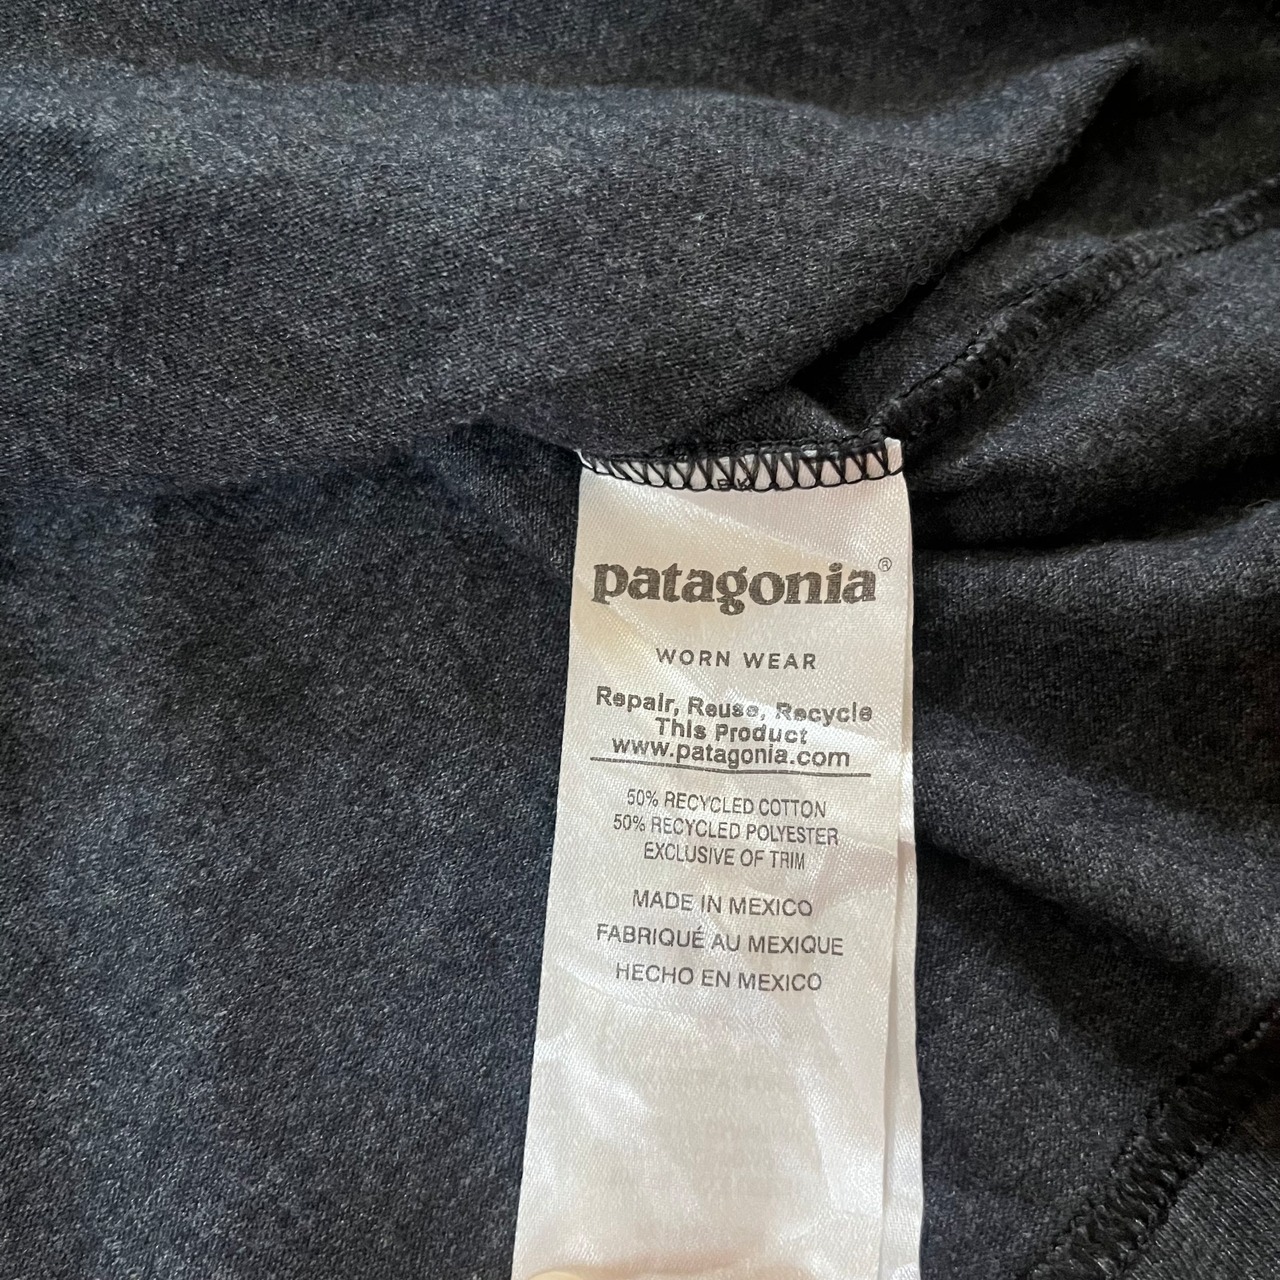 patagonia®
WORN WEAR
Repair, Reuse, Recycle
This Product
www.patagonia.com
50% RECYCLED COTTON
50% RECYCLED POLYESTER
EXCLUSIVE OF TRIM
MADE IN MEXICO
FABRIQUÉ AU MEXIQUE
HECHO EN MEXICO